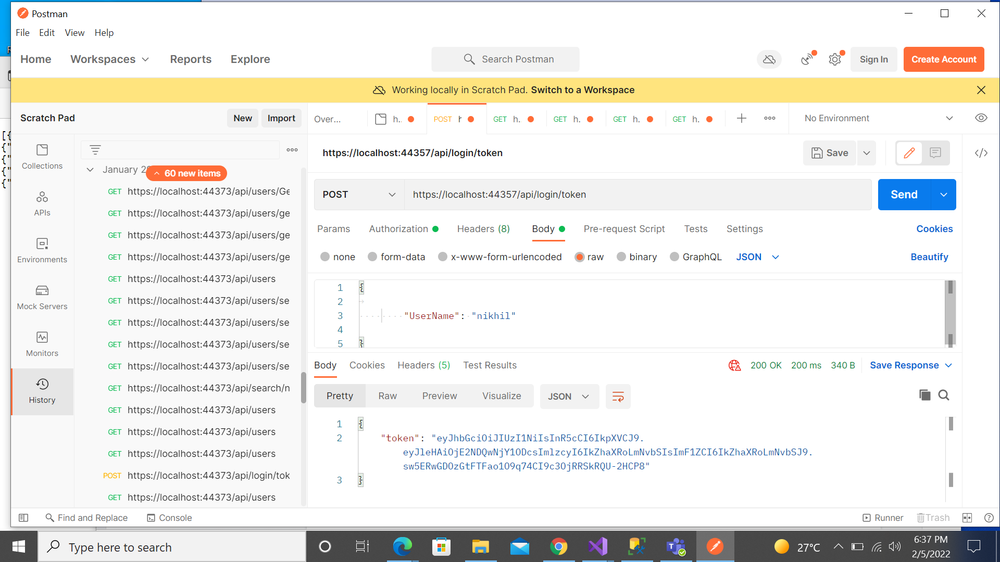 Postman
File Edit View Help
Home Workspaces Reports Explore
Search Postman
Sign In Create Account
Working locally in Scratch Pad. Switch to a Workspace
Scratch Pad New Import
Over... h.. POST h GET h. GET h. GET h. GET h.
No Environment
Collections
APIs
Environments
Mock Servers
Monitors
History
January 2
60 new items
GET https://localhost:44373/api/users/Ge
GET https://localhost:44373/api/users/ge
GET https://localhost:44373/api/users/ge
GET https://localhost:44373/api/users/ge
GET https://localhost:44373/api/users
GET https://localhost:44373/api/users/se
GET https://localhost:44373/api/users/se
GET https://localhost:44373/api/users/se
GET https://localhost:44373/api/users/se
GET https://localhost:44373/api/search/n
GET https://localhost:44373/api/users
GET https://localhost:44373/api/users
GET https://localhost:44373/api/users
POST https://localhost:44373/api/login/tok
GET https://localhost:44373/api/users
https://localhost:44357/api/login/token
Save
POST https://localhost:44357/api/login/token
Send
Params Authorization Headers (8) Body Pre-request Script Tests Settings Cookies
none form-data x-www-form-urlencoded raw binary GraphQL JSON Beautify
1 {
2
3 "UserName": "nikhil"
4
5 }
Body Cookies Headers (5) Test Results 200 OK 200 ms 340 B Save Response
Pretty Raw Preview Visualize JSON
1 {
2 "token": "eyJhbGciOiJIUzI1NiIsInR5cCI6IkpXVCJ9.
eyJleHAiOjE2NDQwNjY1ODcsImlzcyI6IkZhaXRoLmNvbSIsImF1ZCI6IkZhaXRoLmNvbSJ9.
sw5ERwGDOzGtFTFao1O9q74CI9c3OjRRSkRQU-2HCP8"
3 }
Find and Replace Console Runner Trash
Type here to search
27°C
6:37 PM
2/5/2022